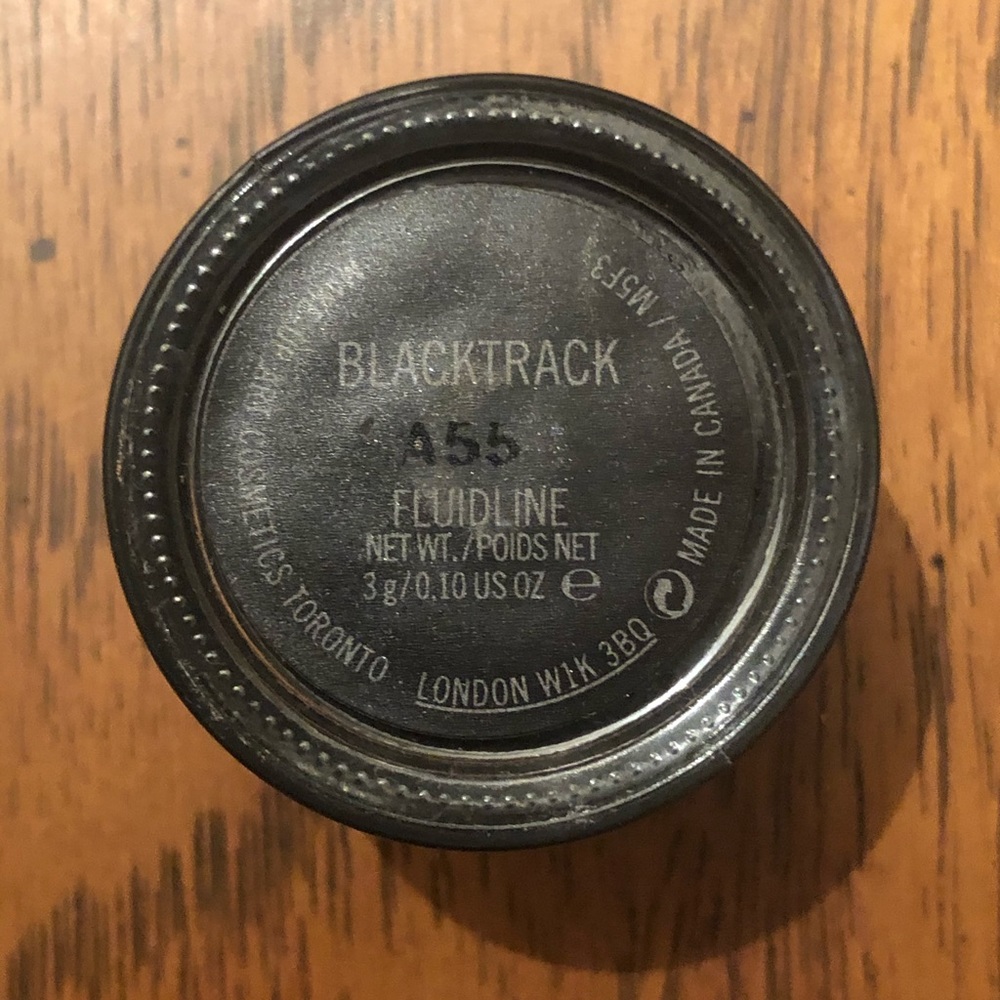 BLACKTRACK
A55
FLUIDLINE
NET WT./POIDS NET
3 g/0.10 US OZ ℮
ART COSMETICS TORONTO
LONDON W1K 3BQ
MADE IN CANADA / M5F3